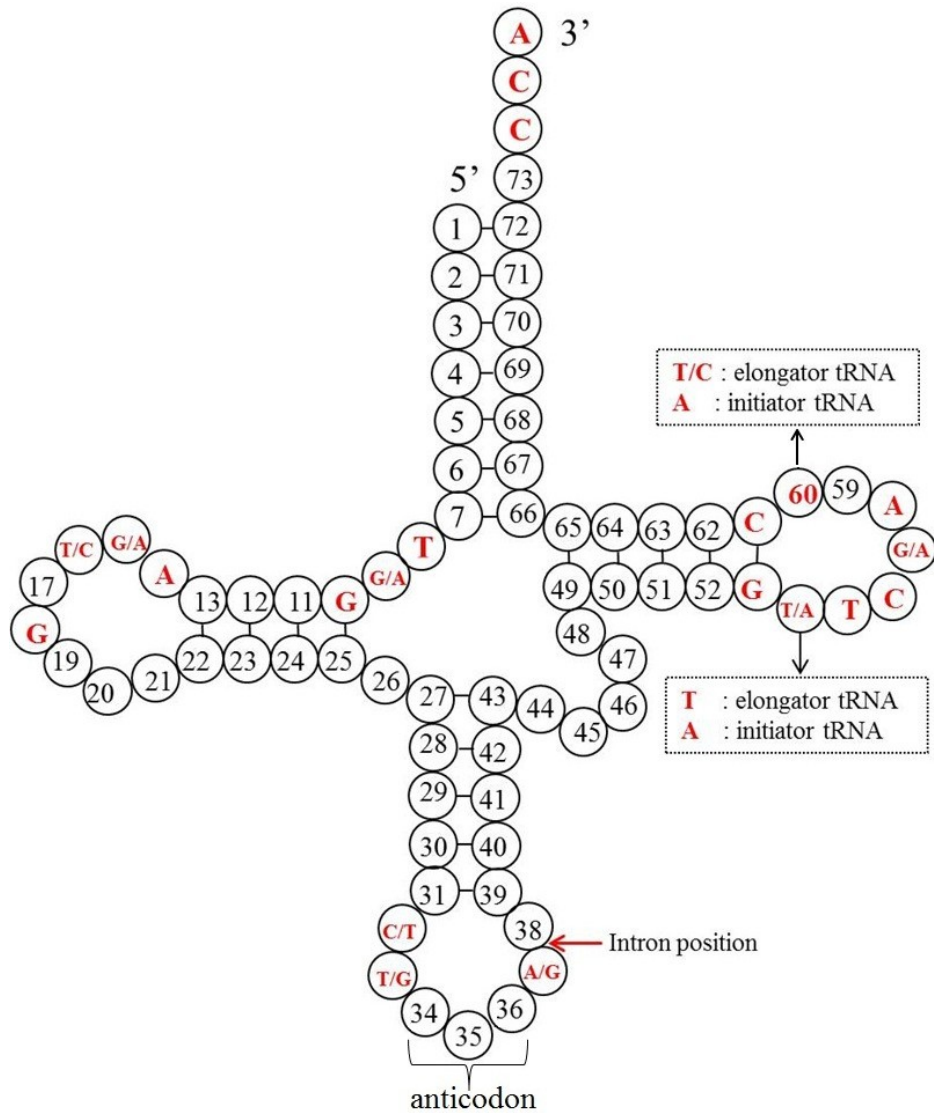 A 3’
C
C
73
5’
1 72
2 71
3 70
4 69
5 68
6 67
7 66
T/C : elongator tRNA
A : initiator tRNA
65 64 63 62 C 60 59 A
G/A
49 50 51 52 G T/A T C
T/C G/A A 13 12 11 G G/A T
17
G
19 20 21 22 23 24 25 26
48
47
46
45
44
T : elongator tRNA
A : initiator tRNA
27 43
28 42
29 41
30 40
31 39
C/T 38
Intron position
T/G A/G
34 35 36
anticodon